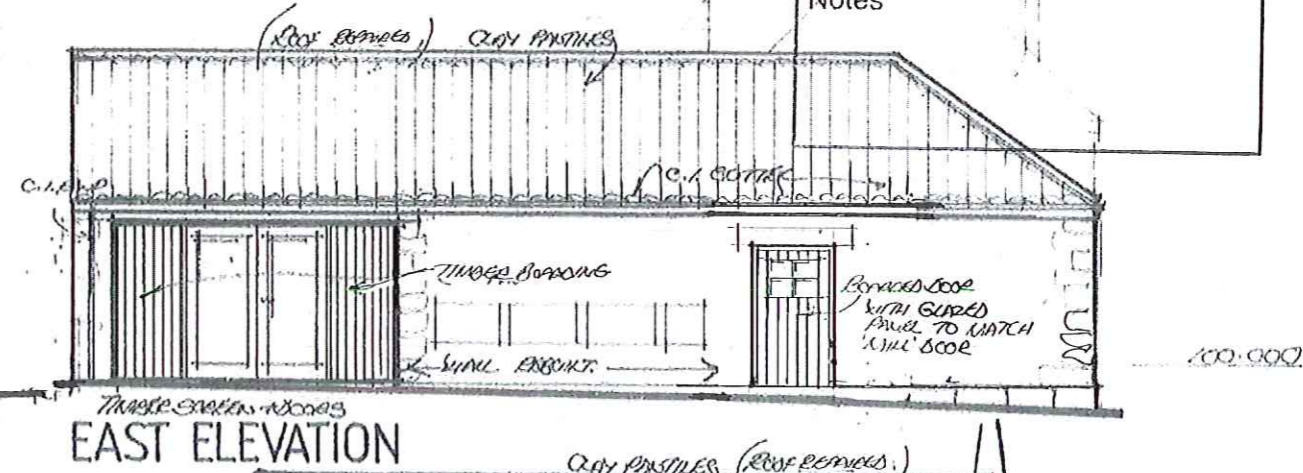 Notes
(ROOF REPAIRED.) CLAY PANTILES
C.I. GUTTER
TIMBER BOARDING
BOARDED DOOR
WITH GLAZED
PANEL TO MATCH
'MILL' DOOR
WALL REBUILT.
100·000
TIMBER SCREEN + DOORS
EAST ELEVATION
CLAY PANTILES (ROOF REPAIRED.)